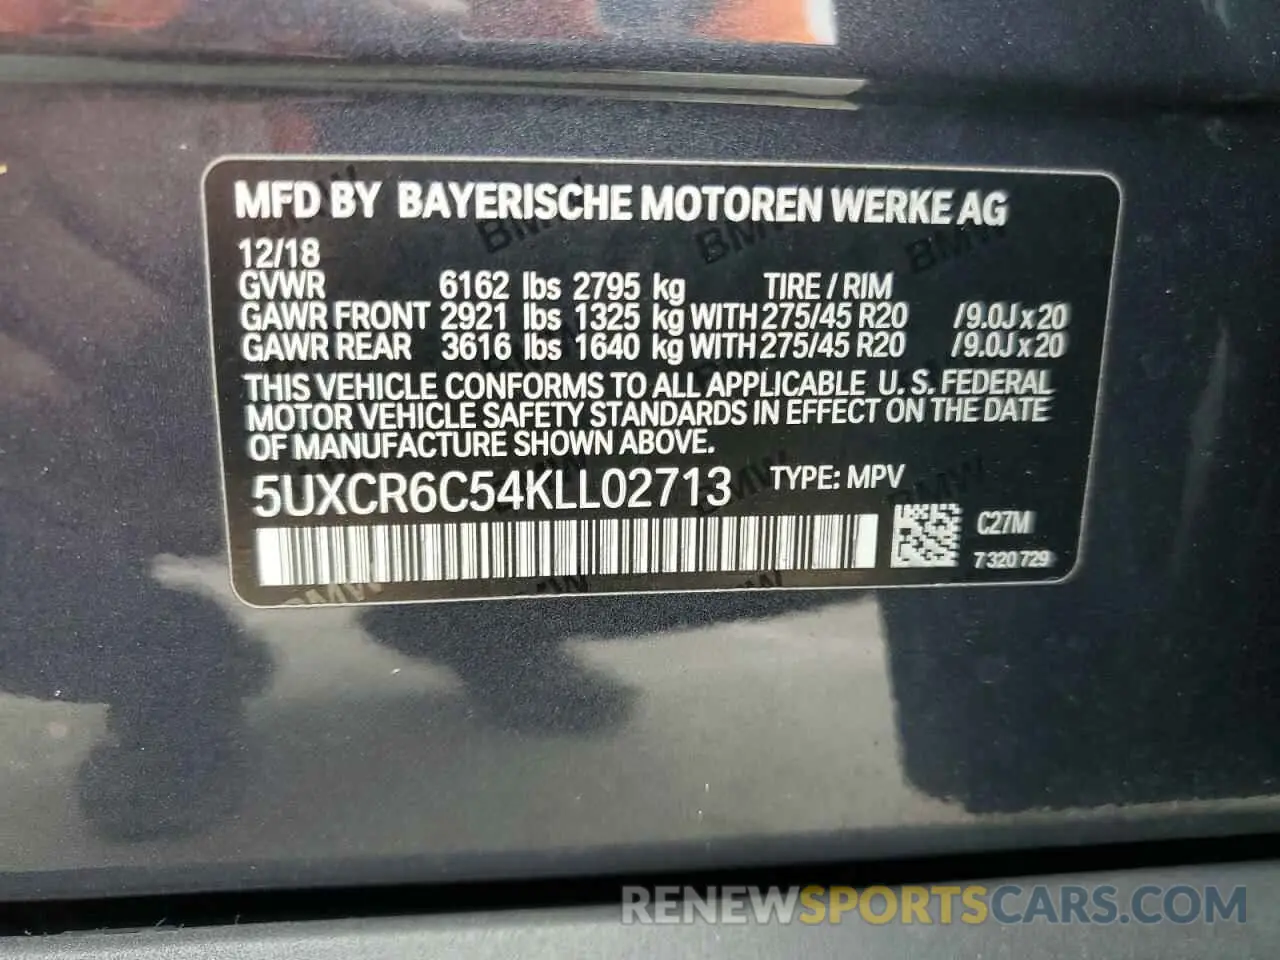 MFD BY BAYERISCHE MOTOREN WERKE AG
12/18
GVWR 6162 lbs 2795 kg TIRE / RIM
GAWR FRONT 2921 lbs 1325 kg WITH 275/45 R20 /9.0J x 20
GAWR REAR 3616 lbs 1640 kg WITH 275/45 R20 /9.0J x 20
THIS VEHICLE CONFORMS TO ALL APPLICABLE U. S. FEDERAL
MOTOR VEHICLE SAFETY STANDARDS IN EFFECT ON THE DATE
OF MANUFACTURE SHOWN ABOVE.
5UXCR6C54KLL02713 TYPE: MPV
C27M
7 320 729
RENEWSPORTSCARS.COM